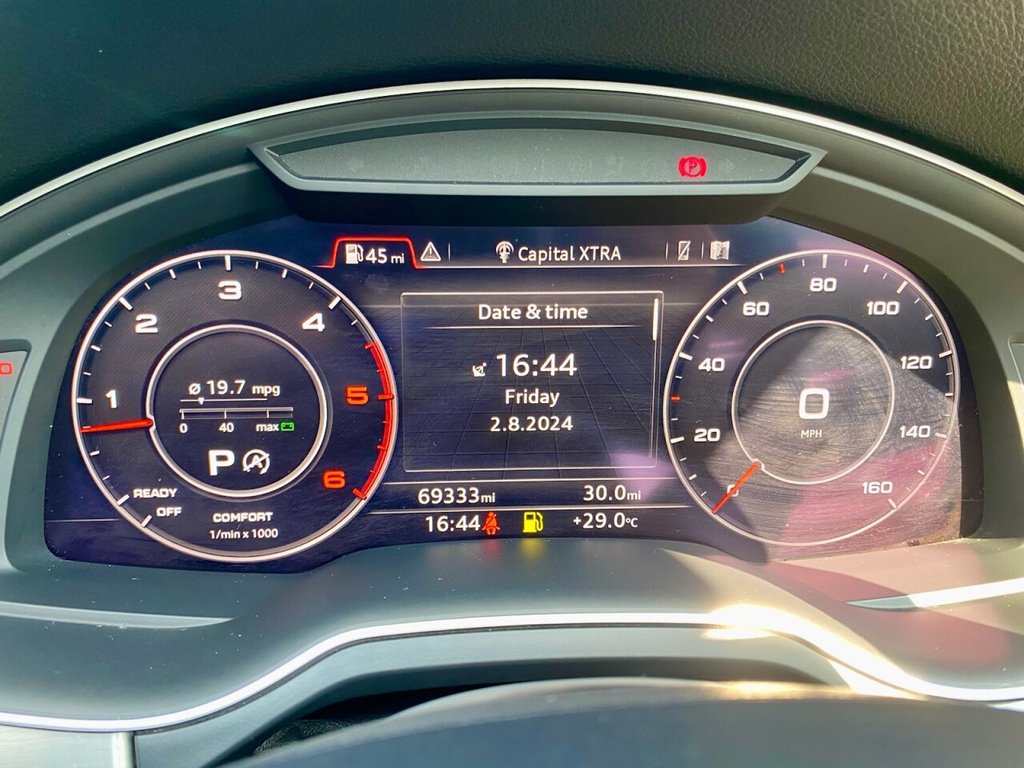 P
45 mi
Capital XTRA
Date & time
16:44
Friday
2.8.2024
1
2
3
4
5
6
Ø 19.7 mpg
0 40 max
P A
READY
OFF
COMFORT
1/min x 1000
0
20
40
60
80
100
120
140
160
0
MPH
69333mi 30.0mi
16:44 +29.0°C